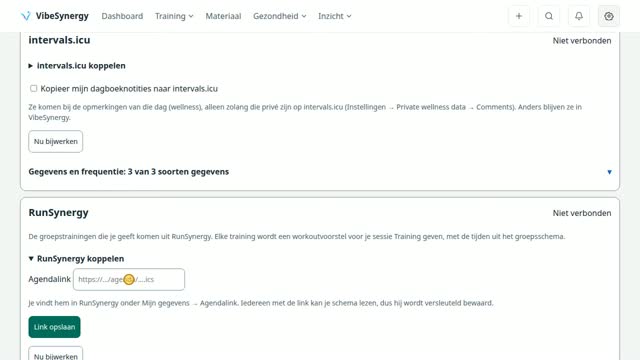 VibeSynergy
Dashboard
Training
Materiaal
Gezondheid
Inzicht
intervals.icu
Niet verbonden
intervals.icu koppelen
Kopieer mijn dagboeknotities naar intervals.icu
Ze komen bij de opmerkingen van die dag (wellness), alleen zolang die privé zijn op intervals.icu (Instellingen → Private wellness data → Comments). Anders blijven ze in
VibeSynergy.
Nu bijwerken
Gegevens en frequentie: 3 van 3 soorten gegevens
RunSynergy
Niet verbonden
De groepstrainingen die je geeft komen uit RunSynergy. Elke training wordt een workoutvoorstel voor je sessie Training geven, met de tijden uit het groepsschema.
RunSynergy koppelen
Agendalink
Je vindt hem in RunSynergy onder Mijn gegevens → Agendalink. Iedereen met de link kan je schema lezen, dus hij wordt versleuteld bewaard.
Link opslaan
Nu bijwerken